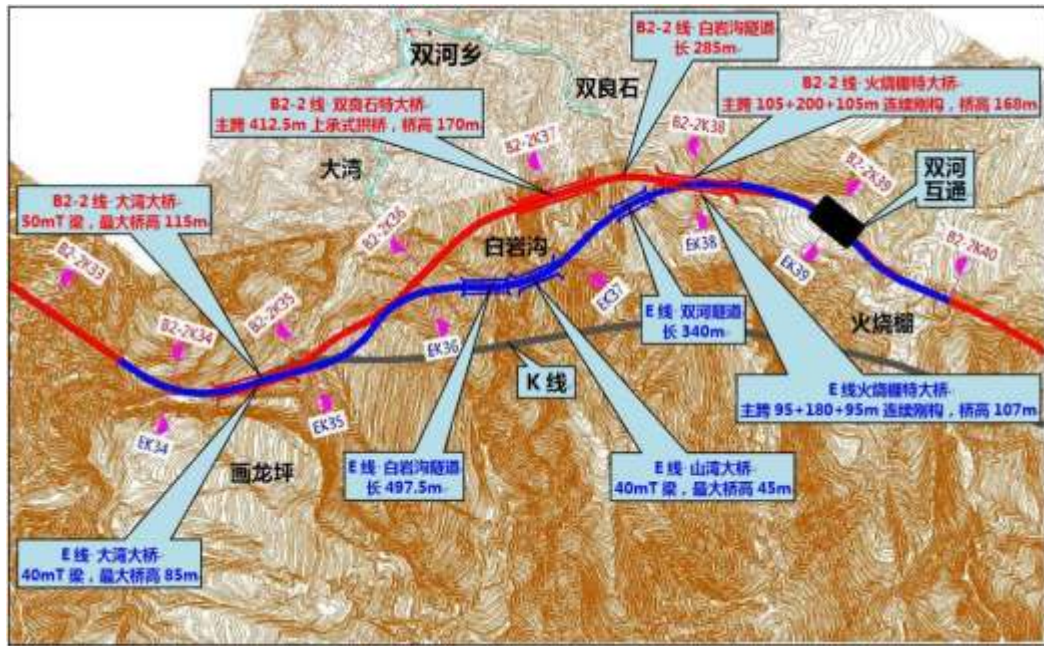 双河乡
双良石
大湾
B2-2 线·白岩沟隧道
长 285m
B2-2 线·双良石特大桥
主跨 412.5m 上承式拱桥，桥高 170m
B2-2 线·火烧棚特大桥
主跨 105+200+105m 连续刚构，桥高 168m
双河
互通
B2-2 线·大湾大桥
50mT 梁，最大桥高 115m
B2-2K33
B2-2K34
B2-2K35
B2-2K36
B2-2K37
B2-2K38
B2-2K39
B2-2K40
白岩沟
EK34
EK35
EK36
EK37
EK38
EK39
火烧棚
画龙坪
K 线
E 线·双河隧道
长 340m
E 线火烧棚特大桥
主跨 95+180+95m 连续刚构，桥高 107m
E 线·白岩沟隧道
长 497.5m
E 线·山湾大桥
40mT 梁，最大桥高 45m
E 线·大湾大桥
40mT 梁，最大桥高 85m